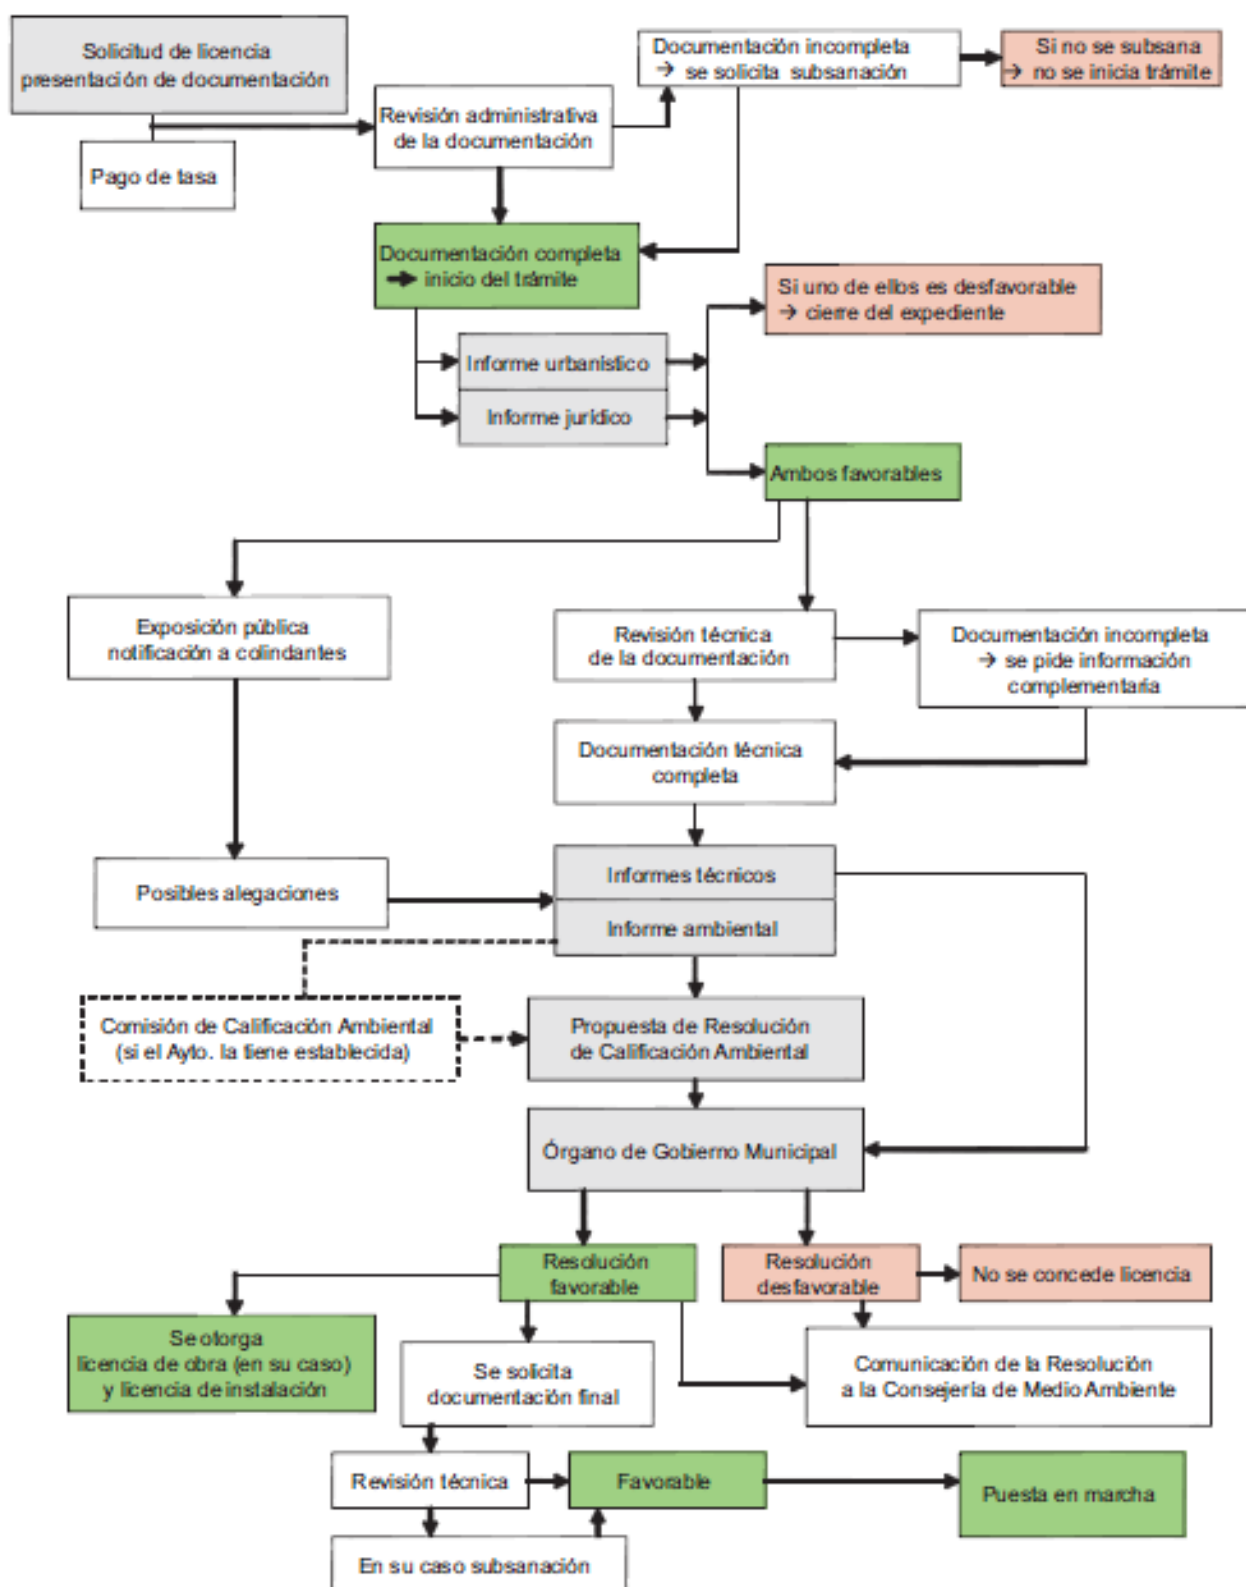 Solicitud de licencia
presentación de documentación
Pago de tasa
Revisión administrativa
de la documentación
Documentación incompleta
→ se solicita subsanación
Si no se subsana
→ no se inicia trámite
Documentación completa
→ inicio del trámite
Informe urbanístico
Informe jurídico
Si uno de ellos es desfavorable
→ cierre del expediente
Ambos favorables
Exposición pública
notificación a colindantes
Revisión técnica
de la documentación
Documentación incompleta
→ se pide información
complementaria
Documentación técnica
completa
Posibles alegaciones
Informes técnicos
Informe ambiental
Comisión de Calificación Ambiental
(si el Ayto. la tiene establecida)
Propuesta de Resolución
de Calificación Ambiental
Órgano de Gobierno Municipal
Resolución
favorable
Resolución
desfavorable
No se concede licencia
Se otorga
licencia de obra (en su caso)
y licencia de instalación
Se solicita
documentación final
Comunicación de la Resolución
a la Consejería de Medio Ambiente
Revisión técnica
Favorable
Puesta en marcha
En su caso subsanación